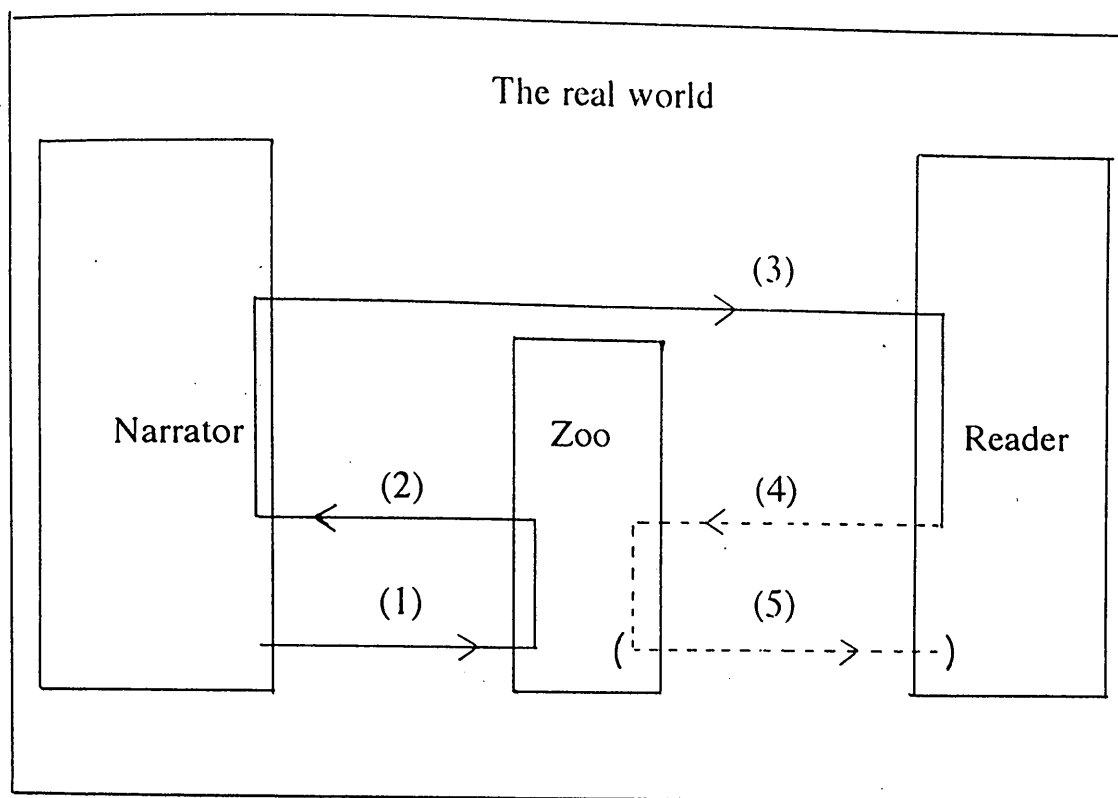 The real world
(3)
Narrator
Zoo
Reader
(2)
(4)
(1)
(5)
( )